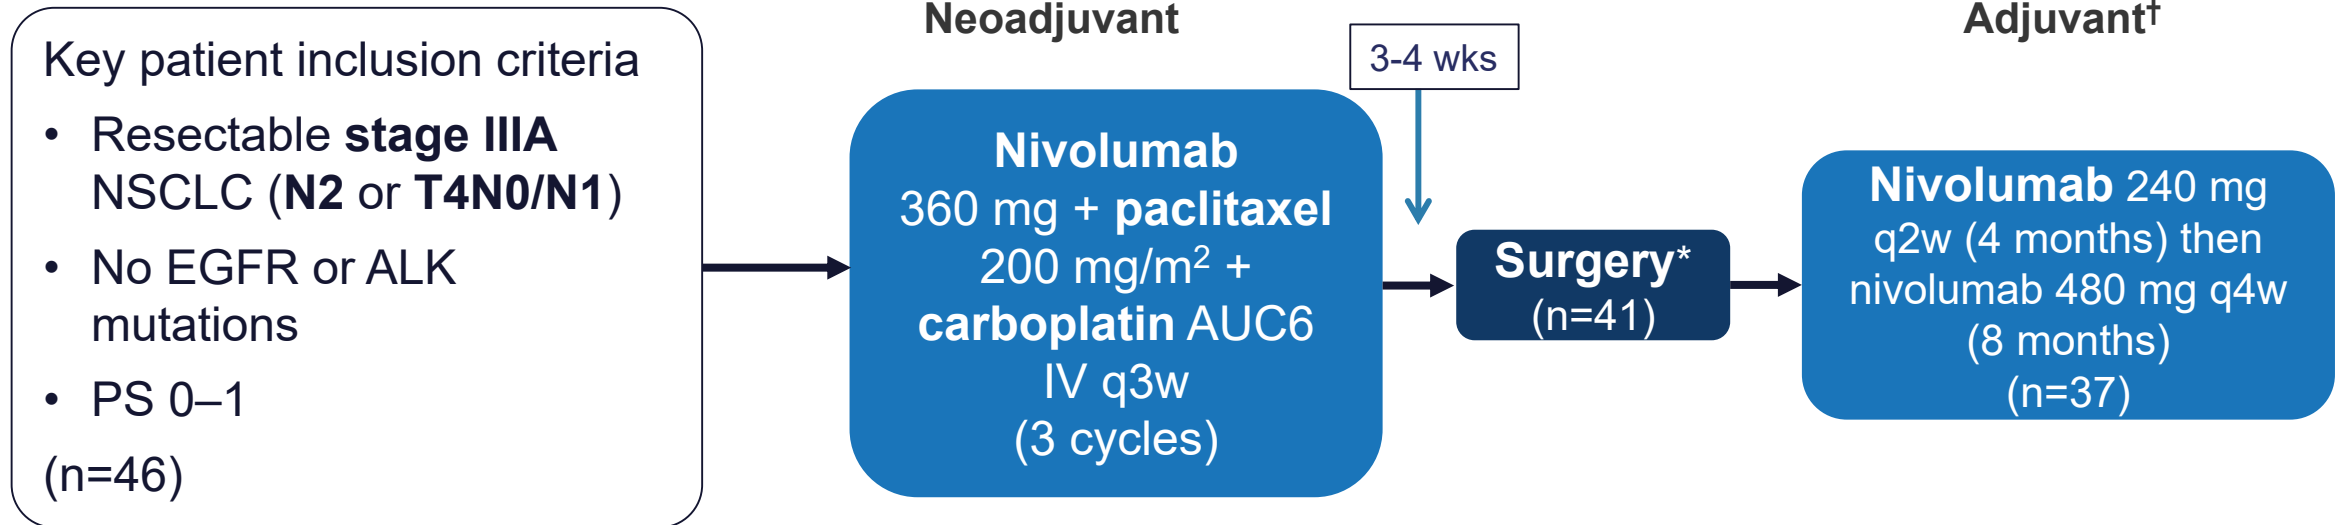 Key patient inclusion criteria
• Resectable stage IIIA
NSCLC (N2 or T4N0/N1)
• No EGFR or ALK
mutations
• PS 0–1
(n=46)
Neoadjuvant
Nivolumab
360 mg + paclitaxel
200 mg/m² +
carboplatin AUC6
IV q3w
(3 cycles)
3-4 wks
Surgery*
(n=41)
Adjuvant†
Nivolumab 240 mg
q2w (4 months) then
nivolumab 480 mg q4w
(8 months)
(n=37)